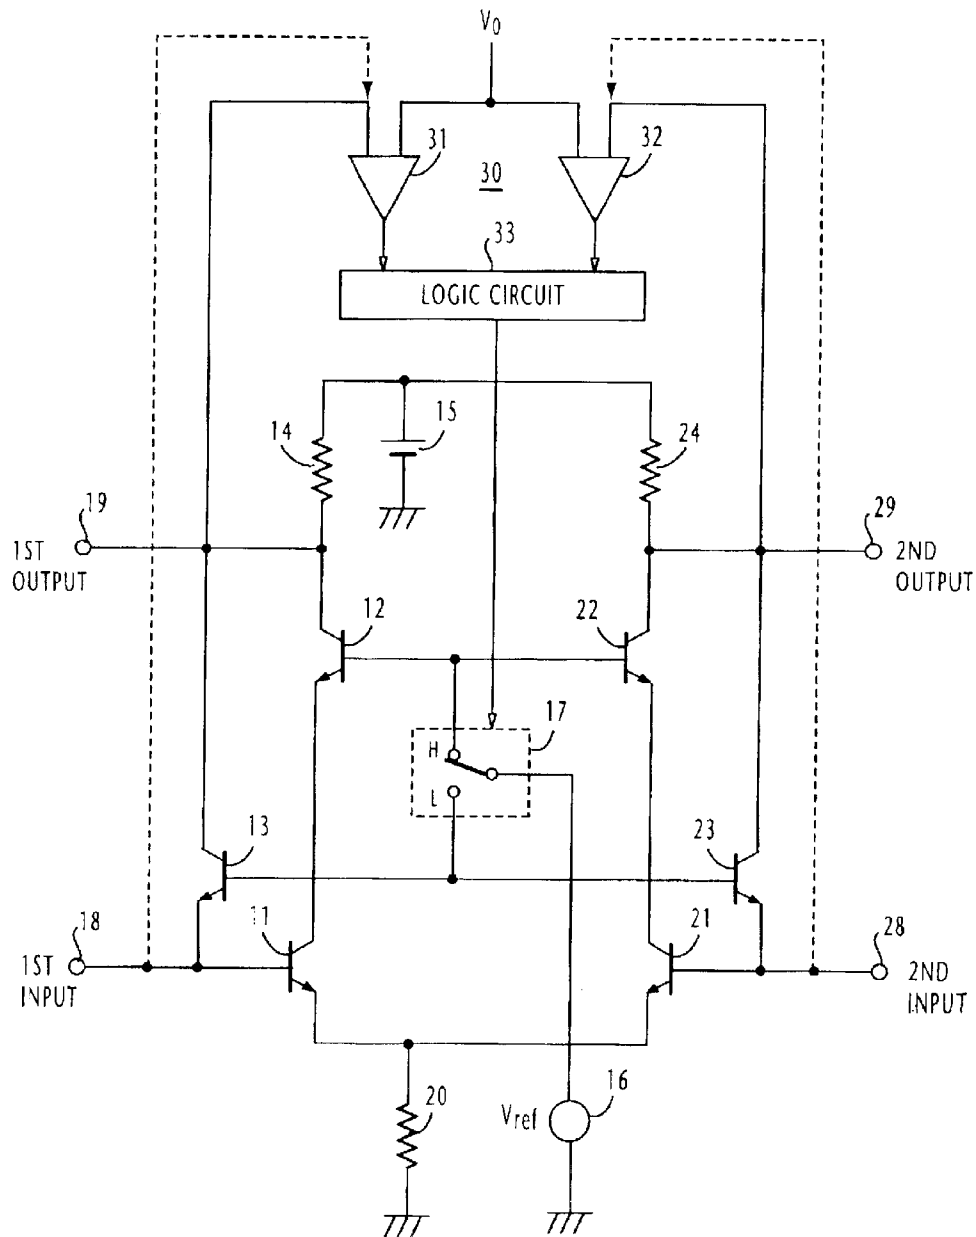 V0
31
32
30
33
LOGIC CIRCUIT
14
15
24
19
29
1ST
OUTPUT
2ND
OUTPUT
12
22
17
H
L
13
23
18
11
21
28
1ST
INPUT
2ND
INPUT
20
Vref
16